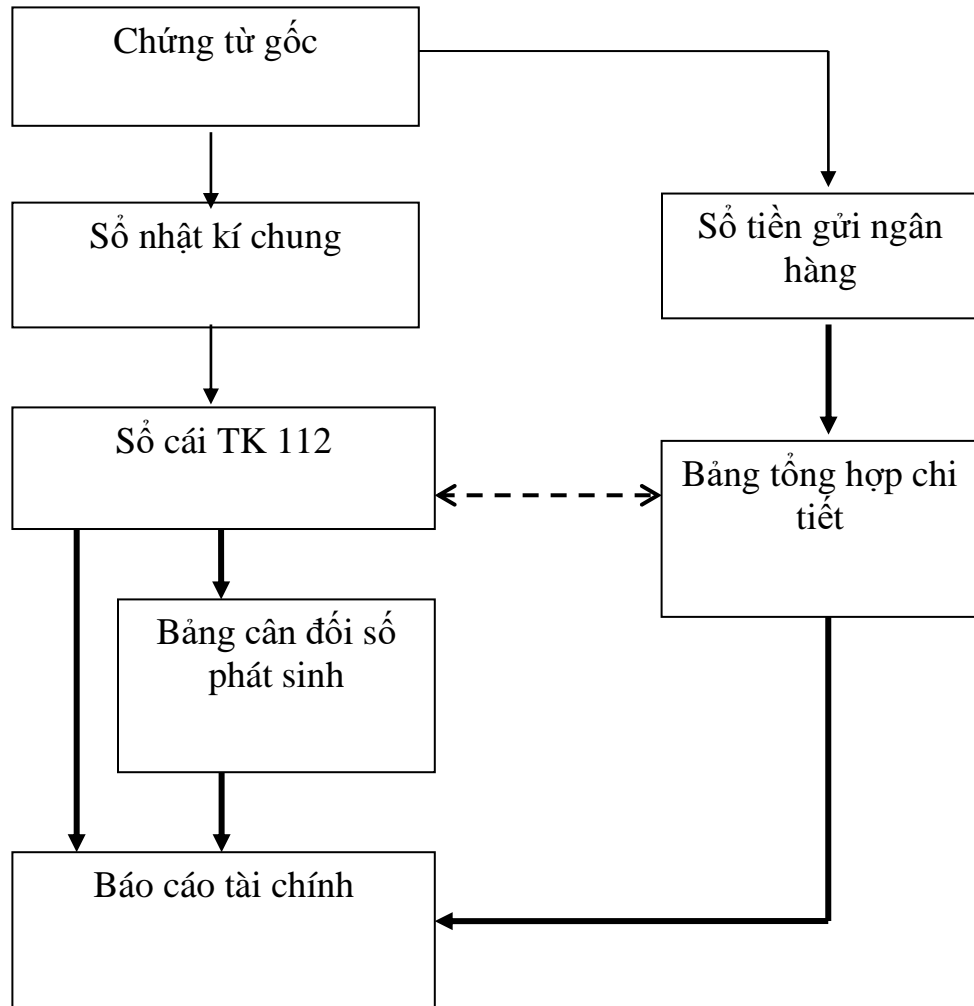 Chứng từ gốc
Sổ nhật kí chung
Sổ tiền gửi ngân
hàng
Sổ cái TK 112
Bảng tổng hợp chi
tiết
Bảng cân đối số
phát sinh
Báo cáo tài chính